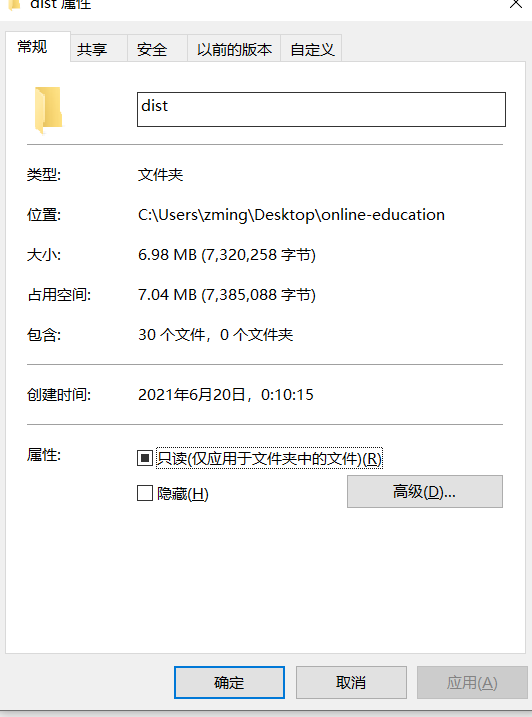 dist 属性
常规 共享 安全 以前的版本 自定义
dist
类型: 文件夹
位置: C:\Users\zming\Desktop\online-education
大小: 6.98 MB (7,320,258 字节)
占用空间: 7.04 MB (7,385,088 字节)
包含: 30 个文件，0 个文件夹
创建时间: 2021年6月20日，0:10:15
属性: 只读(仅应用于文件夹中的文件)(R)
隐藏(H) 高级(D)...
确定 取消 应用(A)